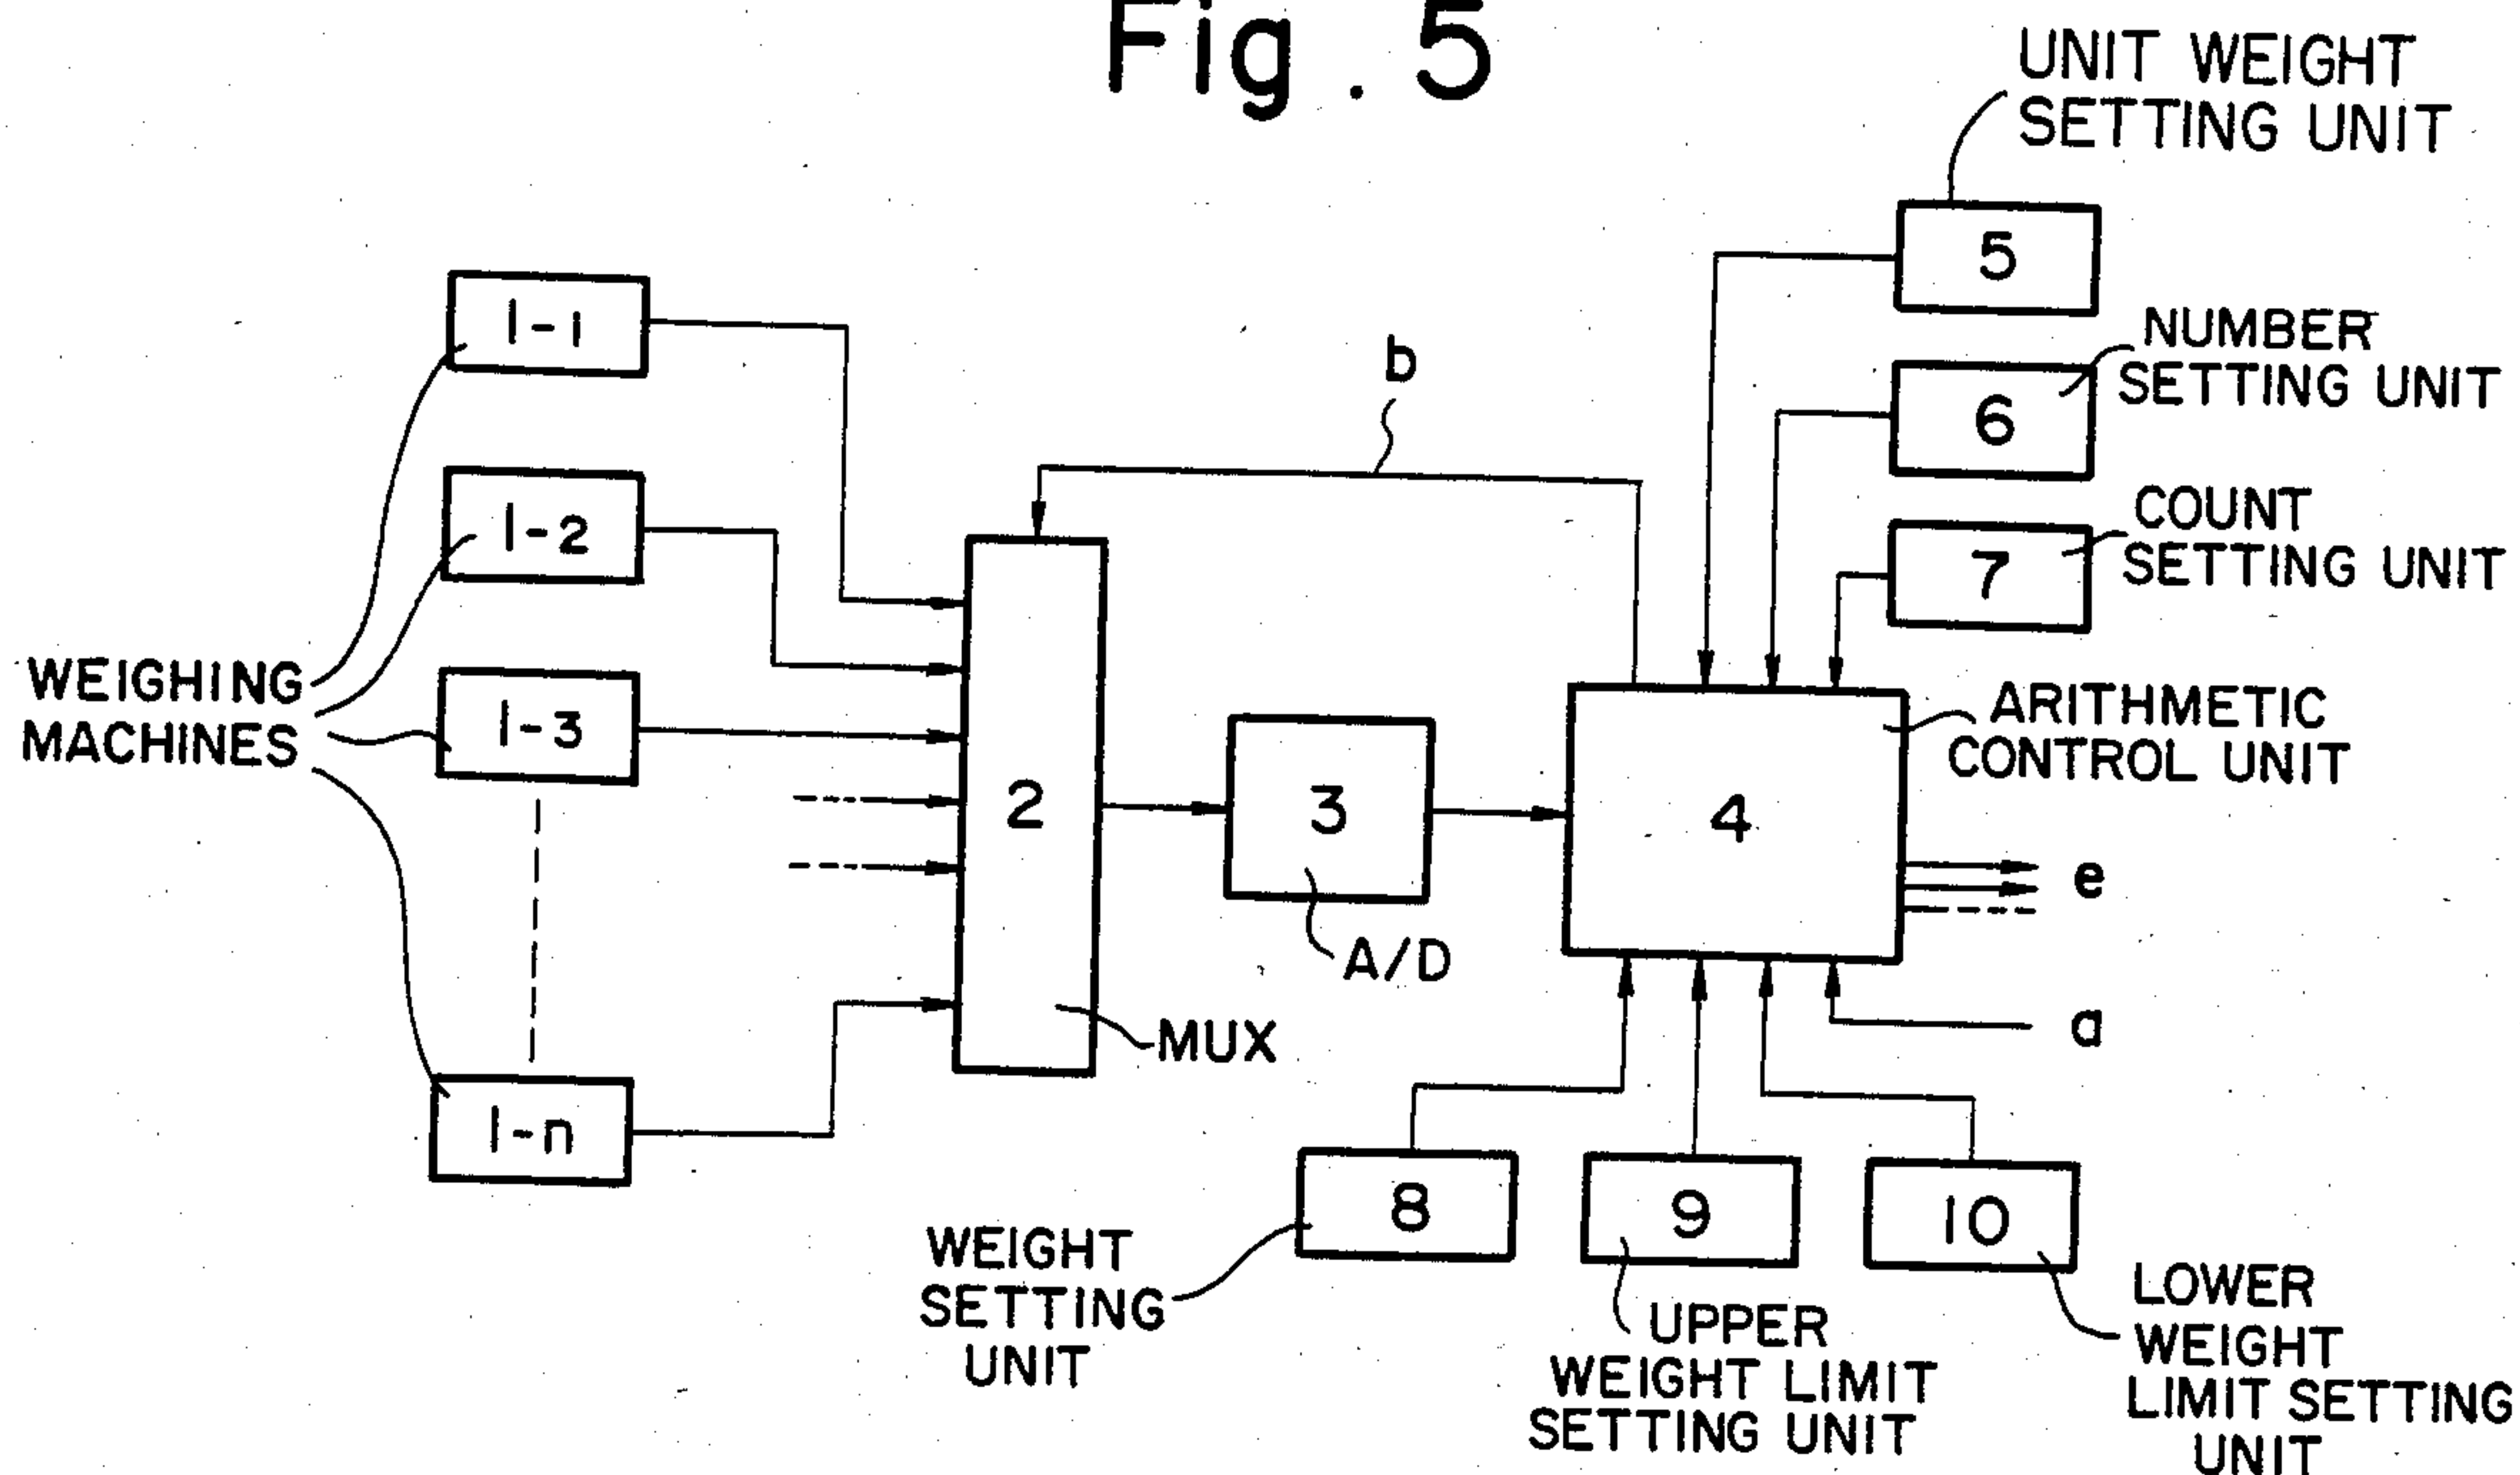 Fig. 5
UNIT WEIGHT
SETTING UNIT
5
NUMBER
SETTING UNIT
6
COUNT
SETTING UNIT
7
b
1-1
1-2
1-3
1-n
WEIGHING
MACHINES
2
MUX
3
A/D
4
ARITHMETIC
CONTROL UNIT
e
a
8
WEIGHT
SETTING
UNIT
9
UPPER
WEIGHT LIMIT
SETTING UNIT
10
LOWER
WEIGHT
LIMIT SETTING
UNIT